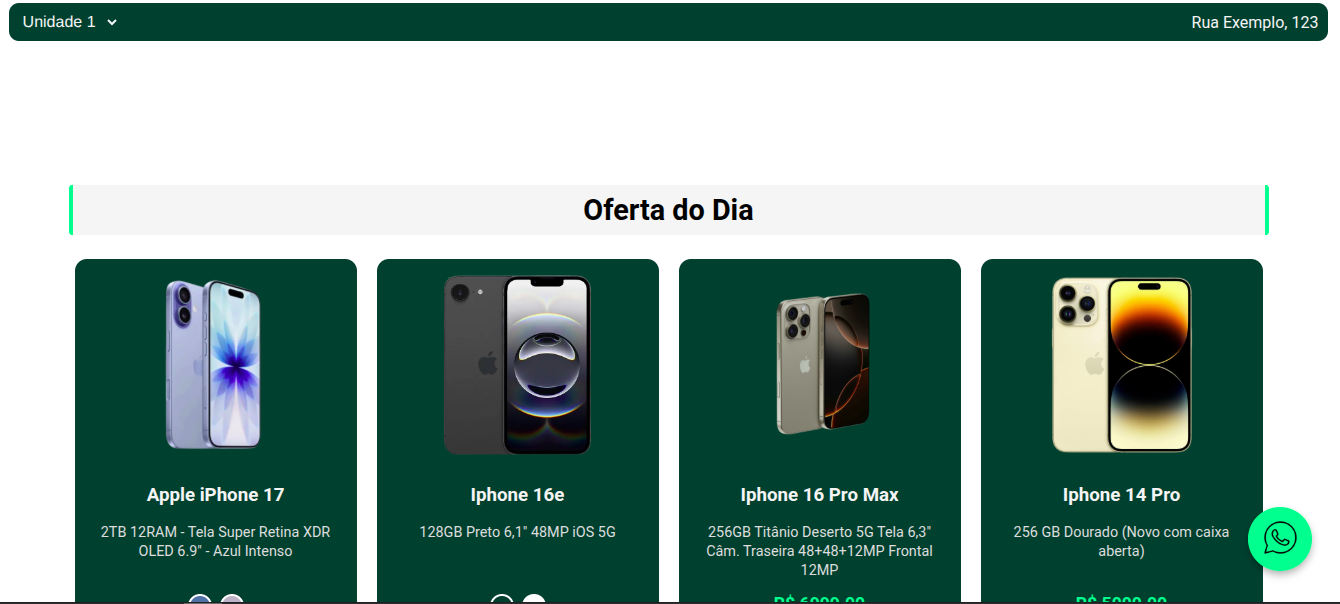 Unidade 1
Rua Exemplo, 123
Oferta do Dia
Apple iPhone 17
2TB 12RAM - Tela Super Retina XDR
OLED 6.9" - Azul Intenso
Iphone 16e
128GB Preto 6,1" 48MP iOS 5G
Iphone 16 Pro Max
256GB Titânio Deserto 5G Tela 6,3"
Câm. Traseira 48+48+12MP Frontal
12MP
Iphone 14 Pro
256 GB Dourado (Novo com caixa
aberta)